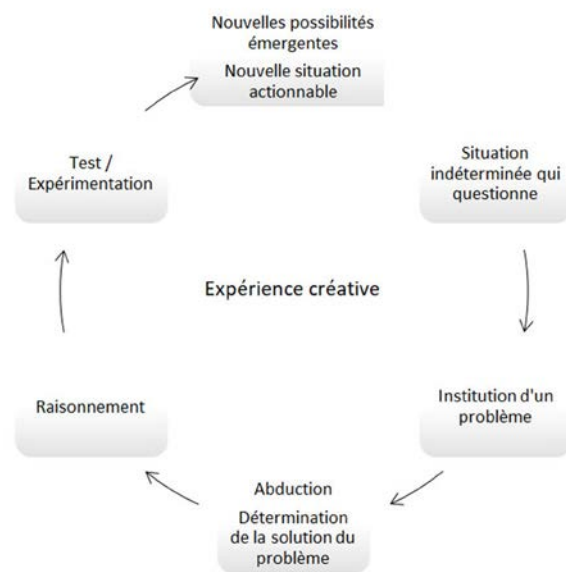 Nouvelles possibilités
émergentes
Nouvelle situation
actionnable
Test /
Expérimentation
Situation
indéterminée qui
questionne
Expérience créative
Raisonnement
Institution d'un
problème
Abduction
Détermination
de la solution du
problème